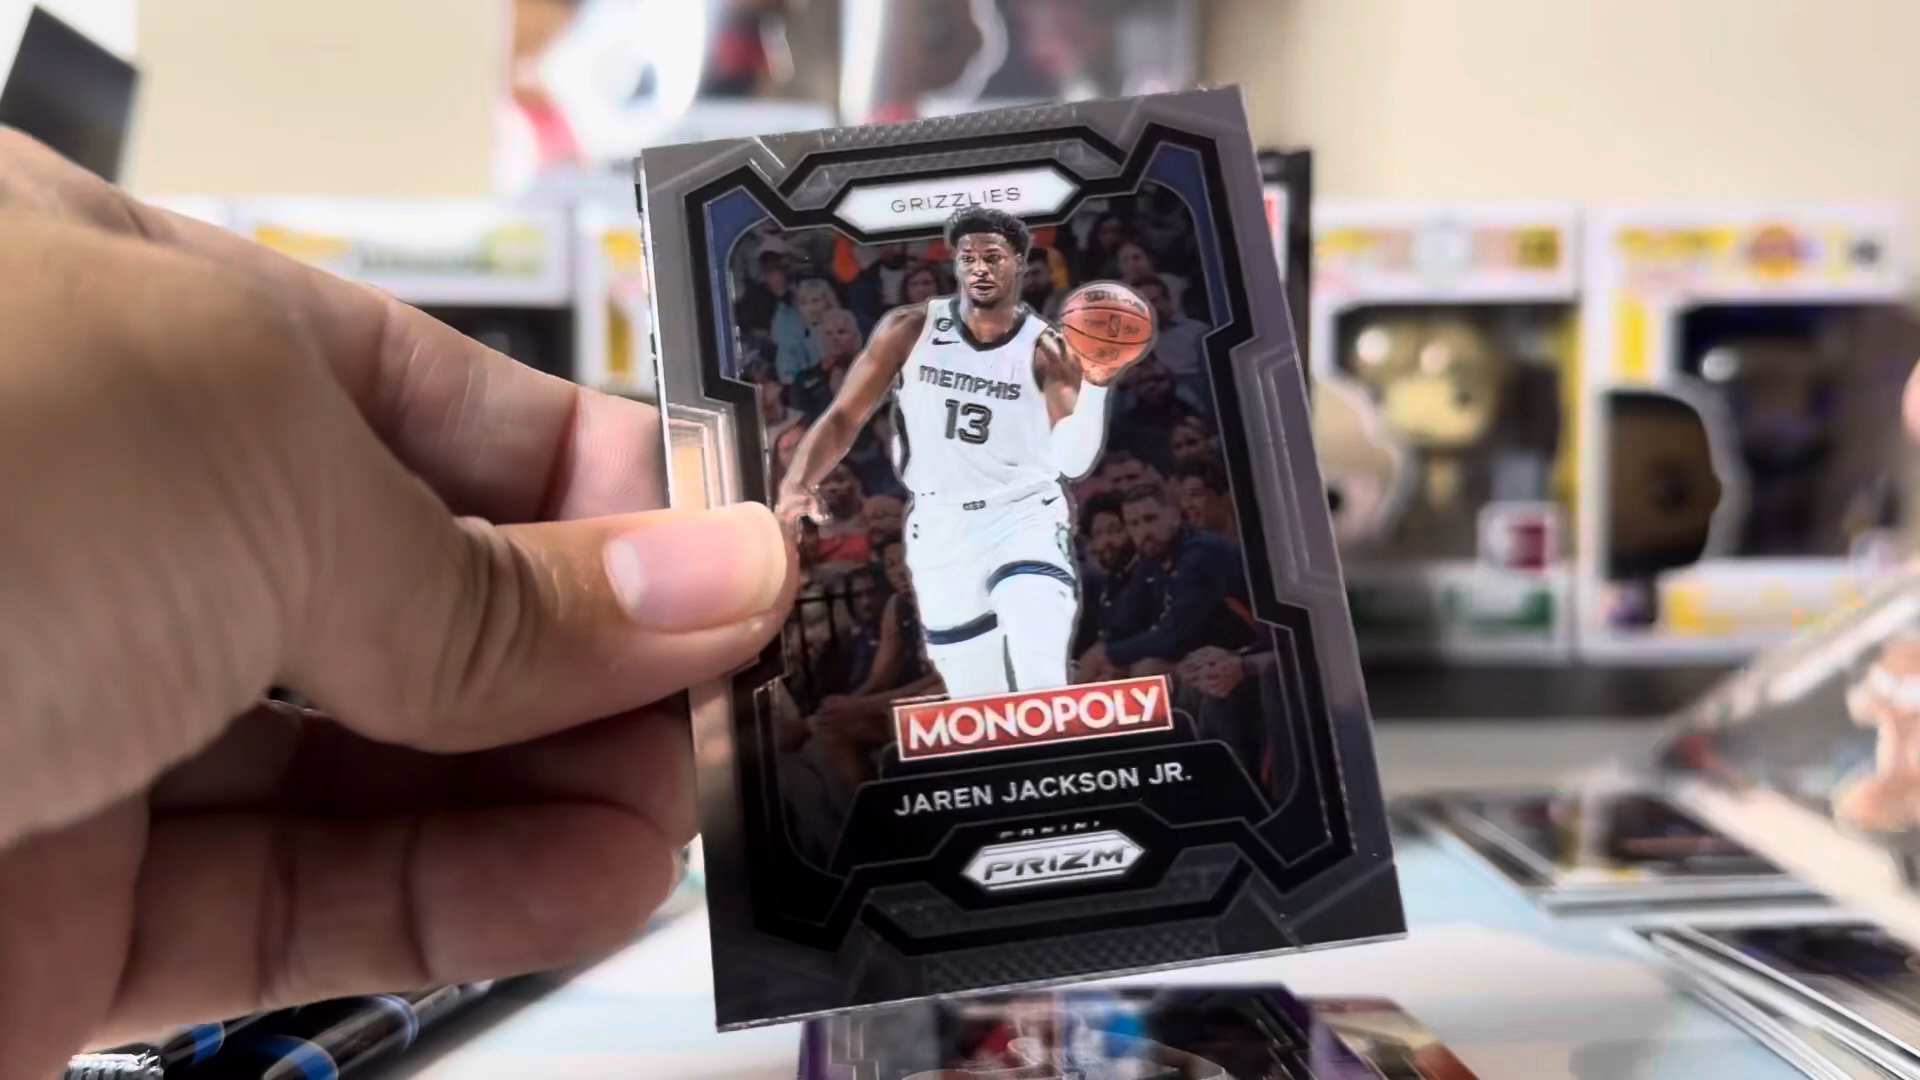 GRIZZLIES
MEMPHIS
13
MONOPOLY
JAREN JACKSON JR.
PANINI
PRIZM